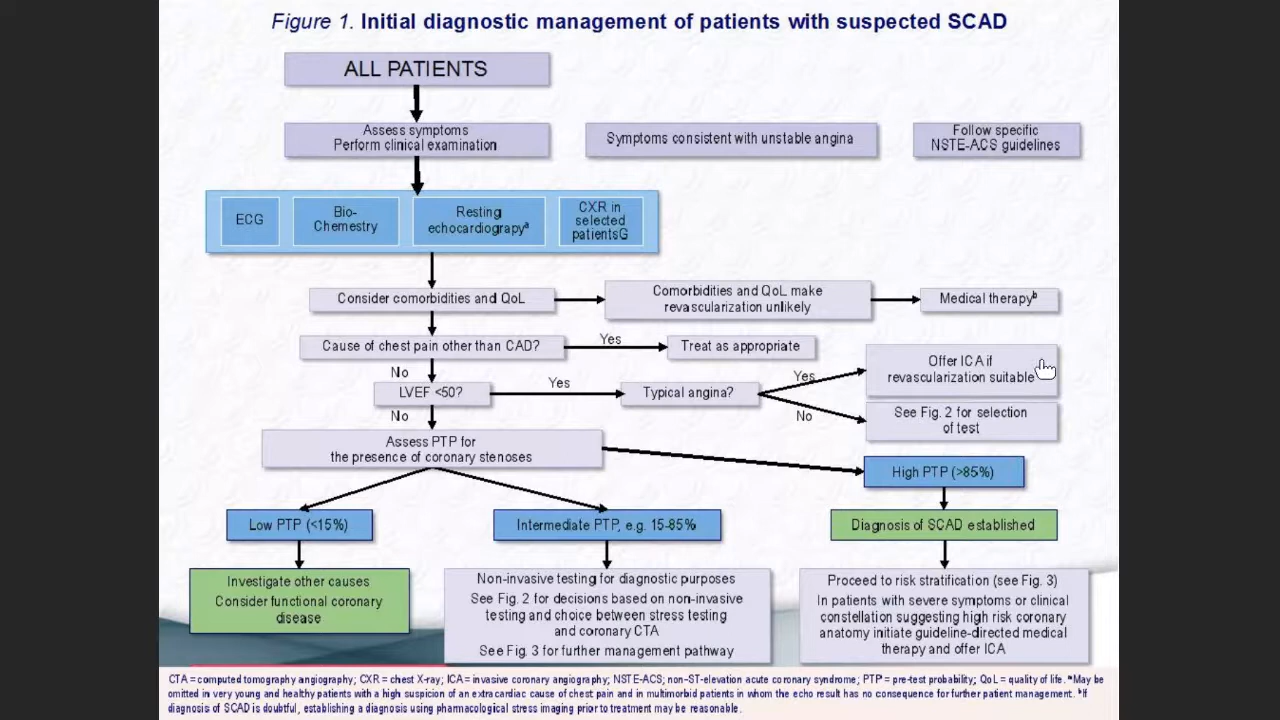 Figure 1. Initial diagnostic management of patients with suspected SCAD
ALL PATIENTS
Assess symptoms
Perform clinical examination
Symptoms consistent with unstable angina
Follow specific
NSTE-ACS guidelines
ECG
Bio-
Chemestry
Resting
echocardiograpyᵃ
CXR in
selected
patientsG
Consider comorbidities and QoL
Comorbidities and QoL make
revascularization unlikely
Medical therapyᵇ
Cause of chest pain other than CAD?
Yes
Treat as appropriate
No
LVEF <50?
Yes
Typical angina?
Yes
Offer ICA if
revascularization suitable
No
See Fig. 2 for selection
of test
No
Assess PTP for
the presence of coronary stenoses
High PTP (>85%)
Low PTP (<15%)
Intermediate PTP, e.g. 15-85%
Diagnosis of SCAD established
Investigate other causes
Consider functional coronary
disease
Non-invasive testing for diagnostic purposes
See Fig. 2 for decisions based on non-invasive
testing and choice between stress testing
and coronary CTA
See Fig. 3 for further management pathway
Proceed to risk stratification (see Fig. 3)
In patients with severe symptoms or clinical
constellation suggesting high risk coronary
anatomy initiate guideline-directed medical
therapy and offer ICA
CTA = computed tomography angiography; CXR = chest X-ray; ICA = invasive coronary angiography; NSTE-ACS; non-ST-elevation acute coronary syndrome; PTP = pre-test probability; QoL = quality of life. ᵃMay be
omitted in very young and healthy patients with a high suspicion of an extracardiac cause of chest pain and in multimorbid patients in whom the echo result has no consequence for further patient management. ᵇIf
diagnosis of SCAD is doubtful, establishing a diagnosis using pharmacological stress imaging prior to treatment may be reasonable.